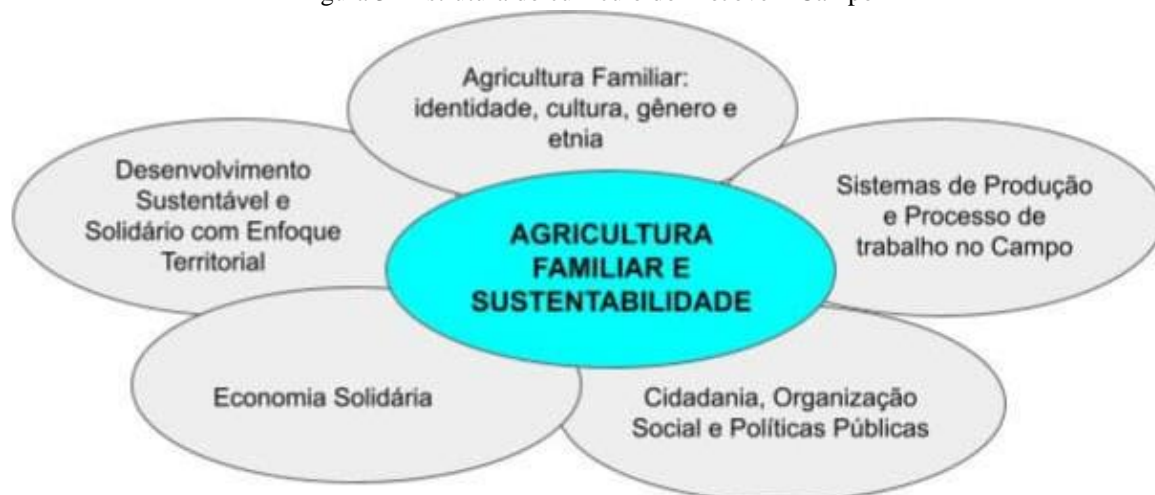 Agricultura Familiar:
identidade, cultura, gênero e
etnia
Desenvolvimento
Sustentável e
Solidário com Enfoque
Territorial
Sistemas de Produção
e Processo de
trabalho no Campo
AGRICULTURA
FAMILIAR E
SUSTENTABILIDADE
Economia Solidária
Cidadania, Organização
Social e Políticas Públicas